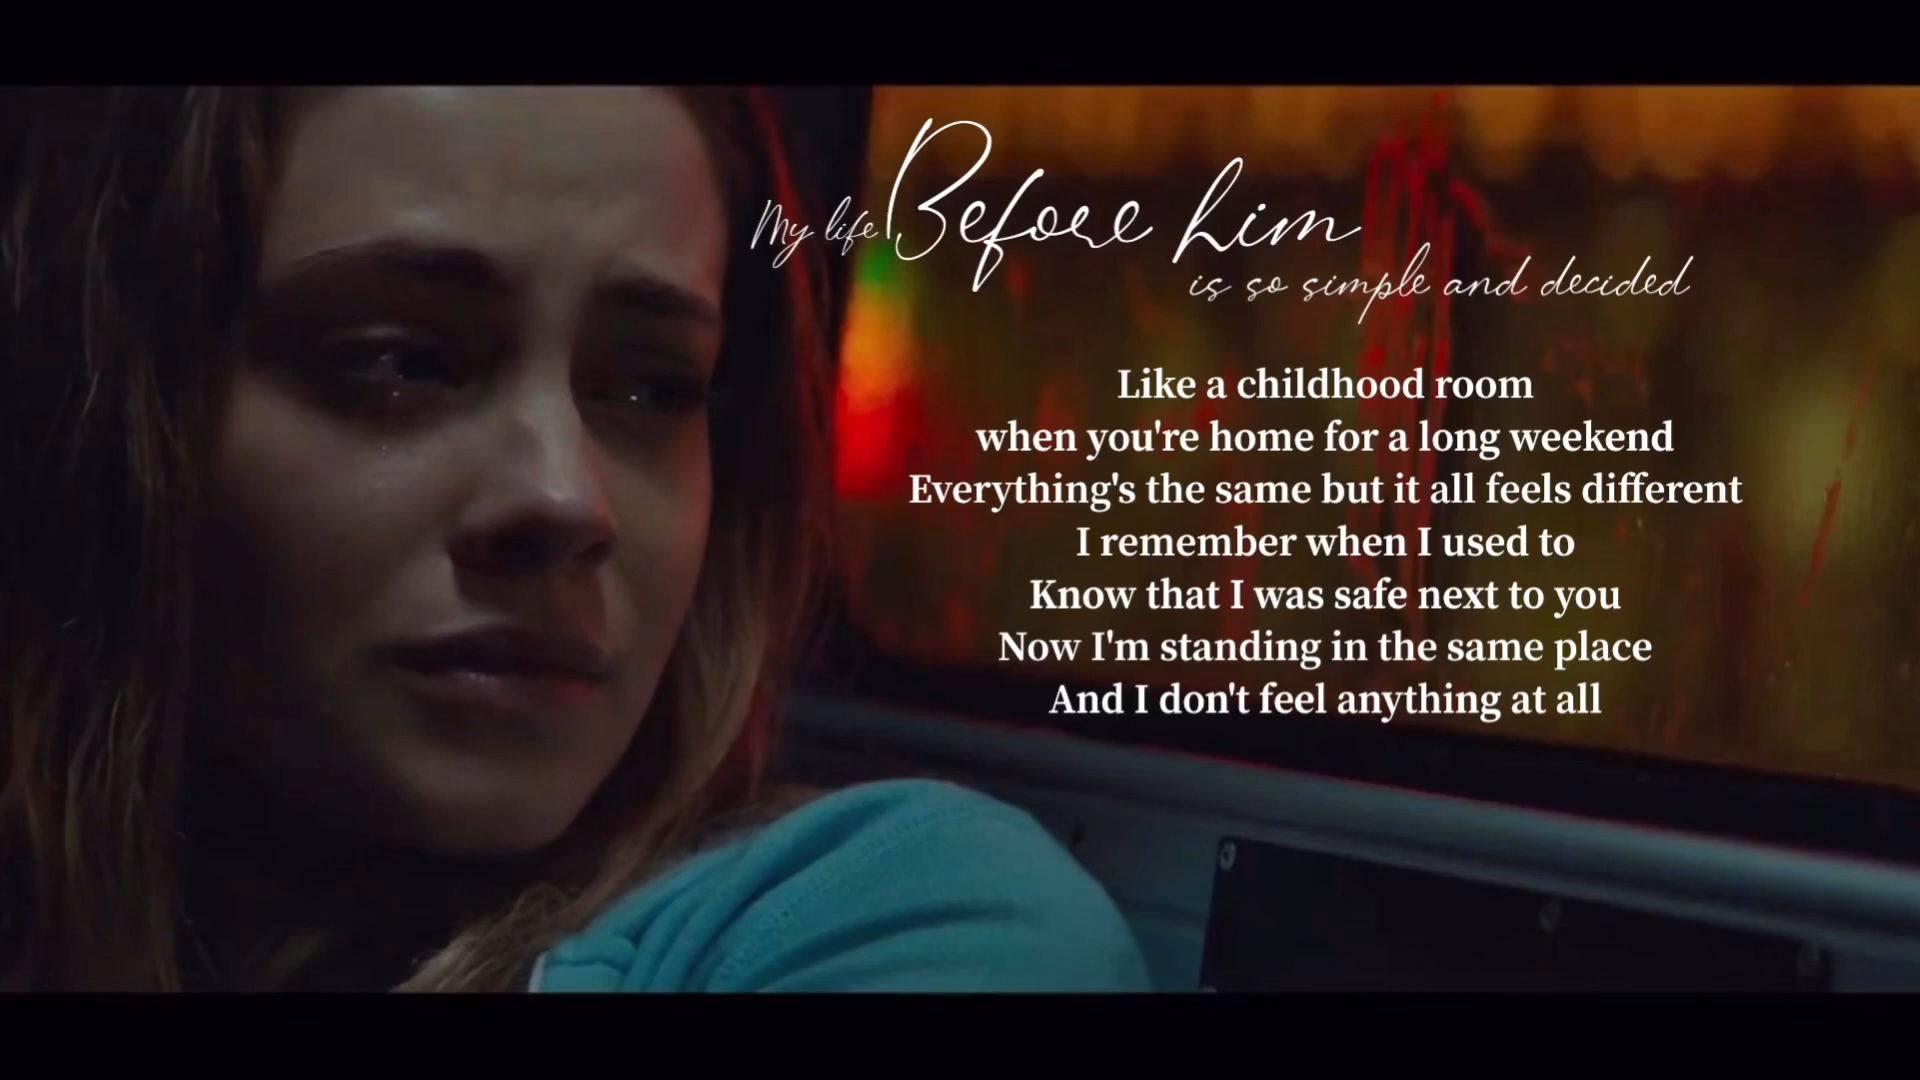 My life Before him
is so simple and decided
Like a childhood room
when you're home for a long weekend
Everything's the same but it all feels different
I remember when I used to
Know that I was safe next to you
Now I'm standing in the same place
And I don't feel anything at all